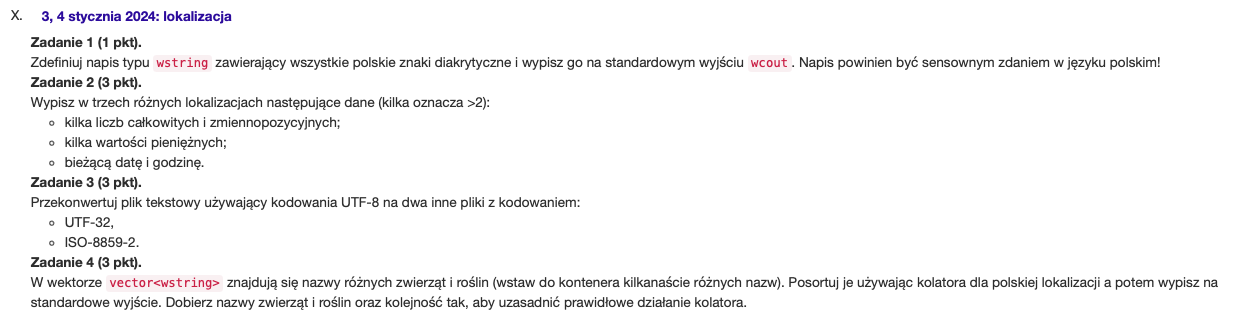 X. 3, 4 stycznia 2024: lokalizacja
Zadanie 1 (1 pkt).
Zdefiniuj napis typu wstring zawierający wszystkie polskie znaki diakrytyczne i wypisz go na standardowym wyjściu wcout. Napis powinien być sensownym zdaniem w języku polskim!
Zadanie 2 (3 pkt).
Wypisz w trzech różnych lokalizacjach następujące dane (kilka oznacza >2):
◦ kilka liczb całkowitych i zmiennopozycyjnych;
◦ kilka wartości pieniężnych;
◦ bieżącą datę i godzinę.
Zadanie 3 (3 pkt).
Przekonwertuj plik tekstowy używający kodowania UTF-8 na dwa inne pliki z kodowaniem:
◦ UTF-32,
◦ ISO-8859-2.
Zadanie 4 (3 pkt).
W wektorze vector<wstring> znajdują się nazwy różnych zwierząt i roślin (wstaw do kontenera kilkanaście różnych nazw). Posortuj je używając kolatora dla polskiej lokalizacji a potem wypisz na
standardowe wyjście. Dobierz nazwy zwierząt i roślin oraz kolejność tak, aby uzasadnić prawidłowe działanie kolatora.